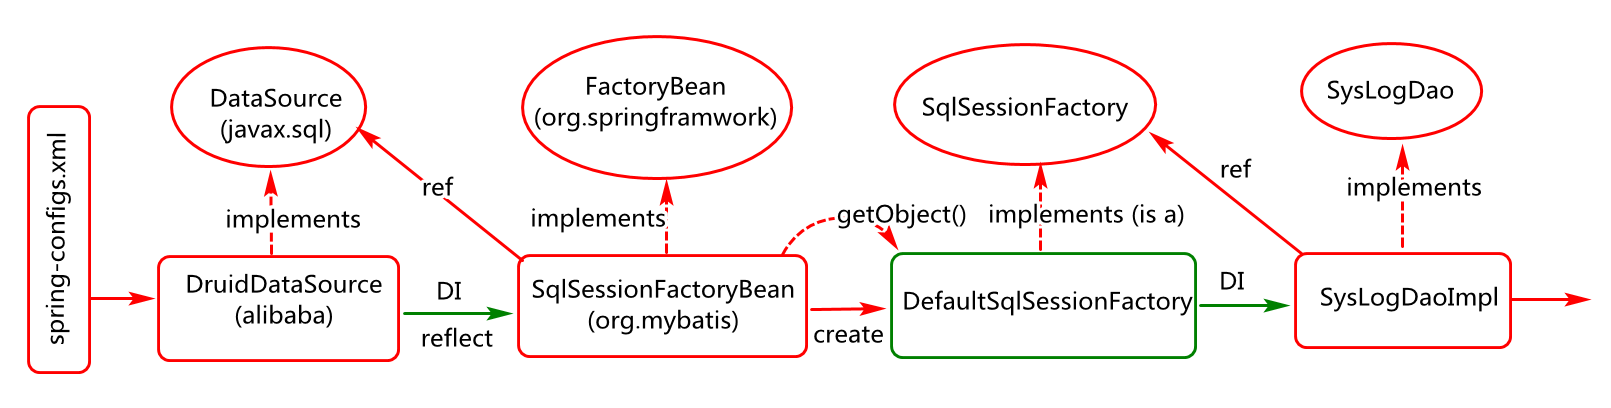 spring-configs.xml
DataSource
(javax.sql)
implements
DruidDataSource
(alibaba)
ref
DI
reflect
FactoryBean
(org.springframwork)
implements
SqlSessionFactoryBean
(org.mybatis)
getObject()
create
SqlSessionFactory
implements (is a)
DefaultSqlSessionFactory
ref
DI
SysLogDao
implements
SysLogDaoImpl